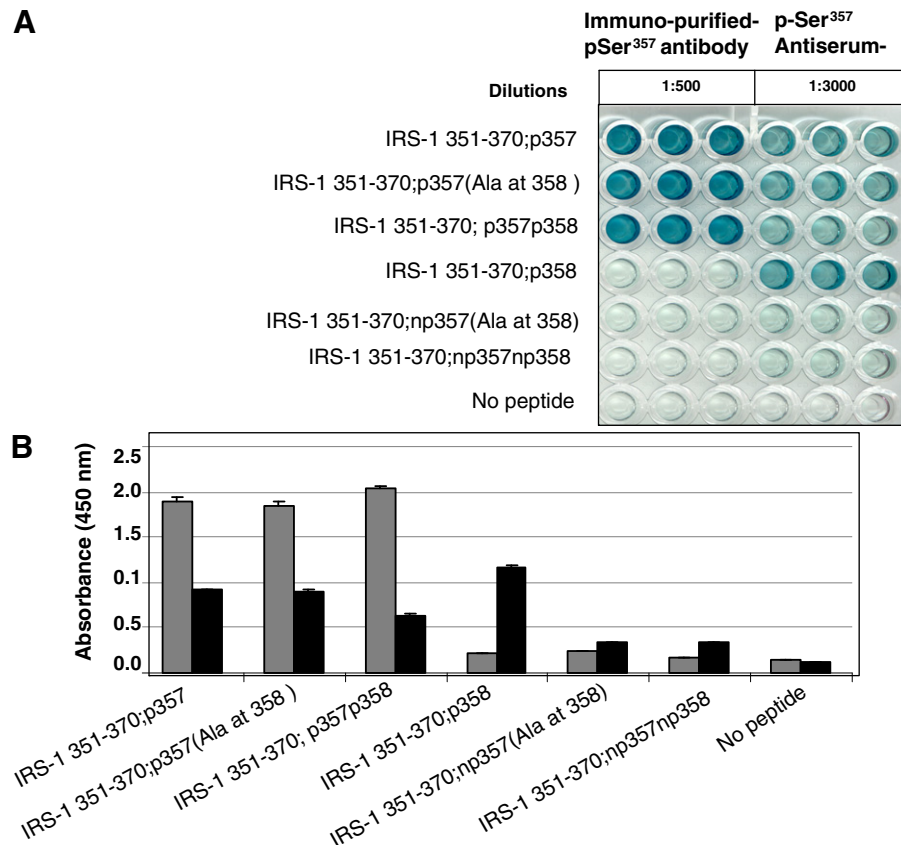 A
Immuno-purified-
pSer357 antibody
p-Ser357
Antiserum-
Dilutions
1:500
1:3000
IRS-1 351-370;p357
IRS-1 351-370;p357(Ala at 358 )
IRS-1 351-370; p357p358
IRS-1 351-370;p358
IRS-1 351-370;np357(Ala at 358)
IRS-1 351-370;np357np358
No peptide
B
Absorbance (450 nm)
2.5
2.0
1.5
0.1
0.5
0.0
IRS-1 351-370;p357
IRS-1 351-370;p357(Ala at 358 )
IRS-1 351-370; p357p358
IRS-1 351-370;p358
IRS-1 351-370;np357(Ala at 358)
IRS-1 351-370;np357np358
No peptide